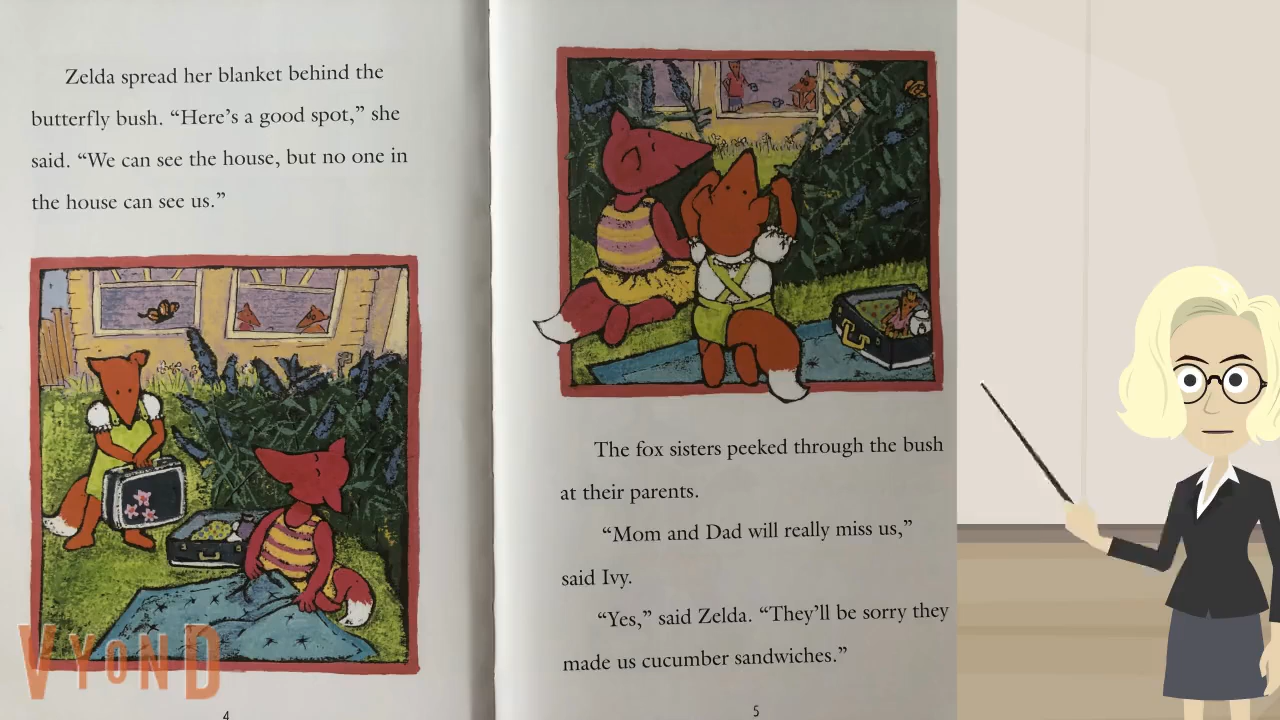 Zelda spread her blanket behind the
butterfly bush. “Here’s a good spot,” she
said. “We can see the house, but no one in
the house can see us.”
VYOND
4
The fox sisters peeked through the bush
at their parents.
“Mom and Dad will really miss us,”
said Ivy.
“Yes,” said Zelda. “They’ll be sorry they
made us cucumber sandwiches.”
5